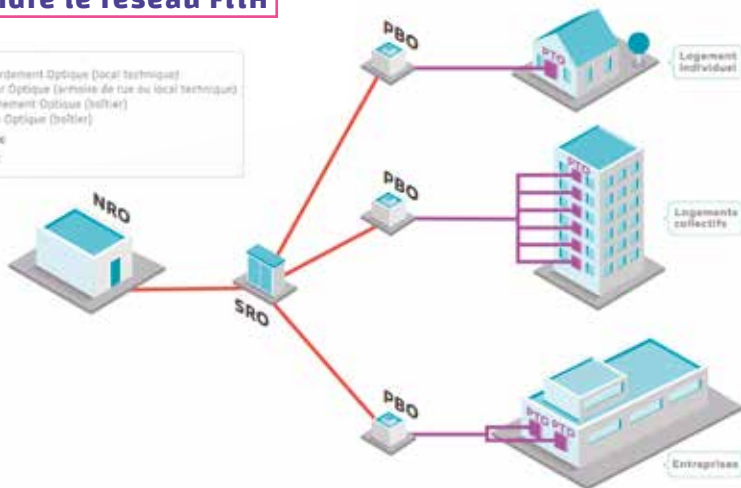 dre le réseau FttH
rdement Optique (local technique)
r Optique (armoire de rue ou local technique)
ement Optique (boîtier)
Optique (boîtier)
PBO
PTO
Logement
individuel
NRO
PBO
PTO
Logements
collectifs
SRO
PBO
PTO PTO
Entreprises